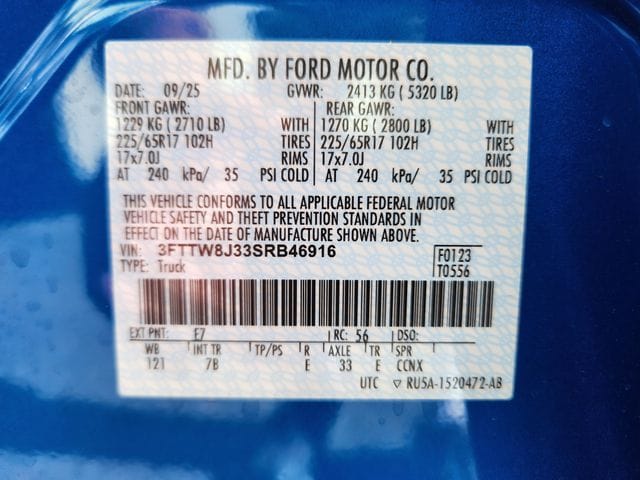 MFD. BY FORD MOTOR CO.
DATE: 09/25 GVWR: 2413 KG ( 5320 LB)
FRONT GAWR: REAR GAWR:
1229 KG ( 2710 LB) WITH 1270 KG ( 2800 LB) WITH
225/65R17 102H TIRES 225/65R17 102H TIRES
17x7.0J RIMS 17x7.0J RIMS
AT 240 kPa/ 35 PSI COLD AT 240 kPa/ 35 PSI COLD
THIS VEHICLE CONFORMS TO ALL APPLICABLE FEDERAL MOTOR
VEHICLE SAFETY AND THEFT PREVENTION STANDARDS IN
EFFECT ON THE DATE OF MANUFACTURE SHOWN ABOVE.
VIN: 3FTTW8J33SRB46916 F0123
TYPE: Truck T0556
EXT PNT: E7 RC: 56 DSO:
WB INT TR TP/PS R AXLE TR SPR
121 7B E 33 E CCNX
UTC ▽ RU5A-1520472-AB